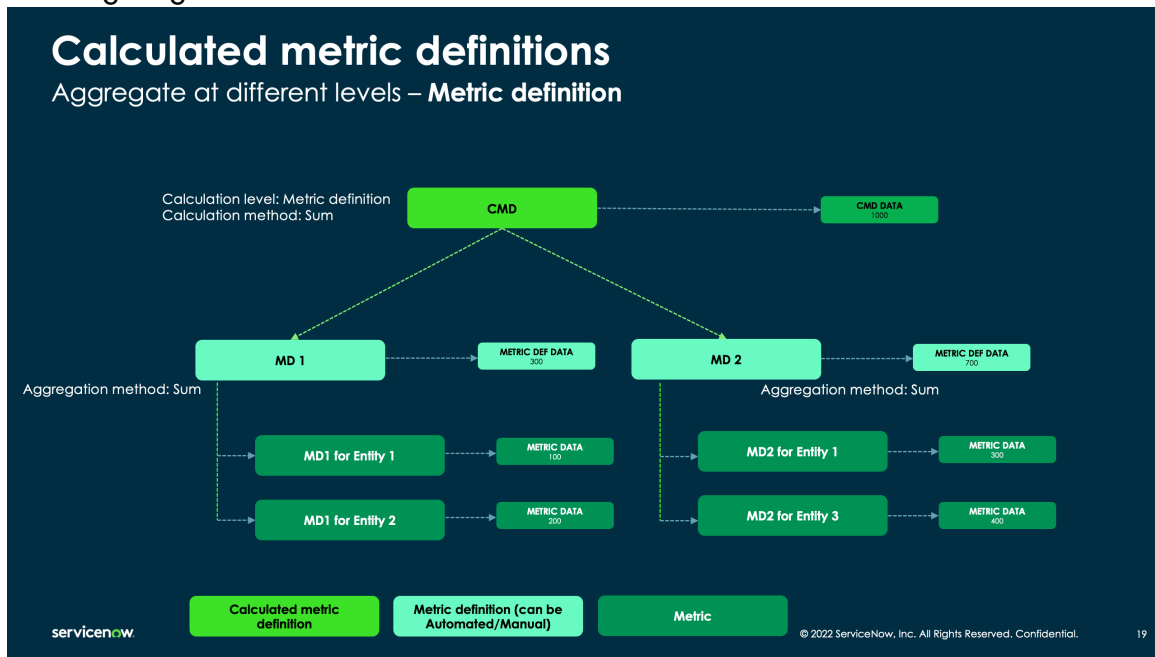 Calculated metric definitions
Aggregate at different levels – Metric definition
Calculation level: Metric definition
Calculation method: Sum
CMD
CMD DATA
1000
MD 1
METRIC DEF DATA
300
MD 2
METRIC DEF DATA
700
Aggregation method: Sum
Aggregation method: Sum
MD1 for Entity 1
METRIC DATA
100
MD2 for Entity 1
METRIC DATA
300
MD1 for Entity 2
METRIC DATA
200
MD2 for Entity 3
METRIC DATA
400
Calculated metric
definition
Metric definition (can be
Automated/Manual)
Metric
servicenow.
© 2022 ServiceNow, Inc. All Rights Reserved. Confidential.
19